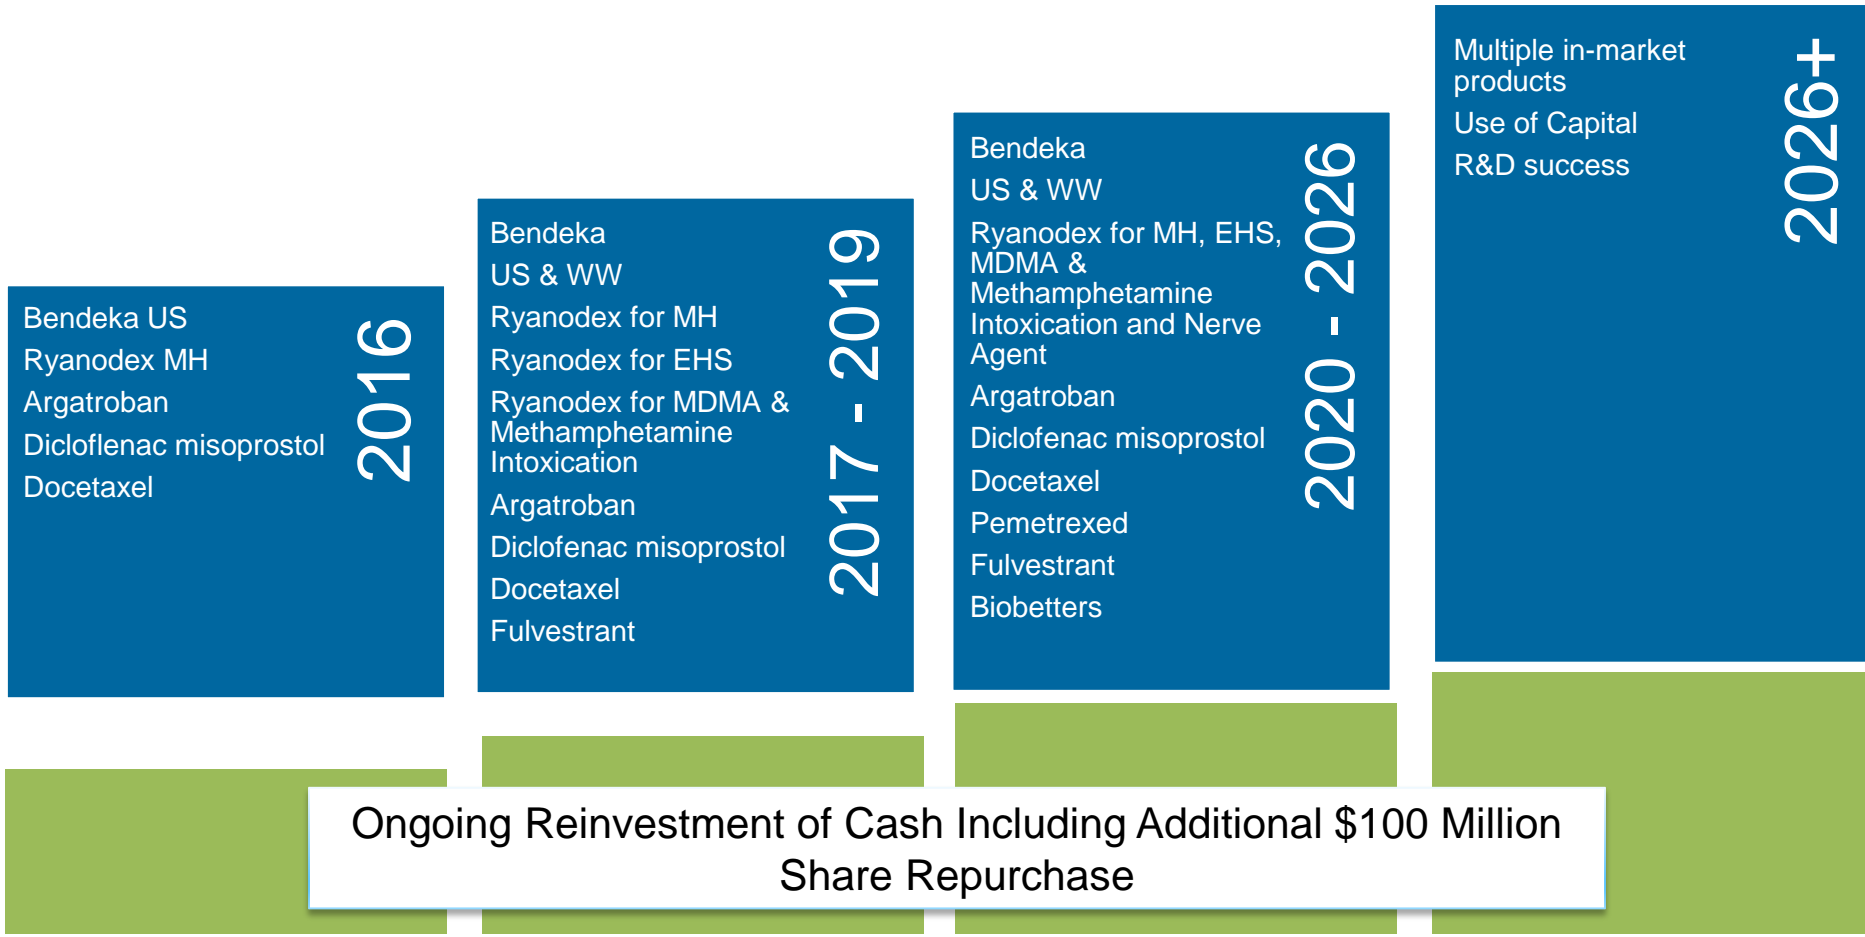 Bendeka US
Ryanodex MH
Argatroban
Dicloflenac misoprostol
Docetaxel
2016
Bendeka
US & WW
Ryanodex for MH
Ryanodex for EHS
Ryanodex for MDMA &
Methamphetamine
Intoxication
Argatroban
Diclofenac misoprostol
Docetaxel
Fulvestrant
2017 - 2019
Bendeka
US & WW
Ryanodex for MH, EHS,
MDMA &
Methamphetamine
Intoxication and Nerve
Agent
Argatroban
Diclofenac misoprostol
Docetaxel
Pemetrexed
Fulvestrant
Biobetters
2020 - 2026
Multiple in-market
products
Use of Capital
R&D success
2026+
Ongoing Reinvestment of Cash Including Additional $100 Million
Share Repurchase